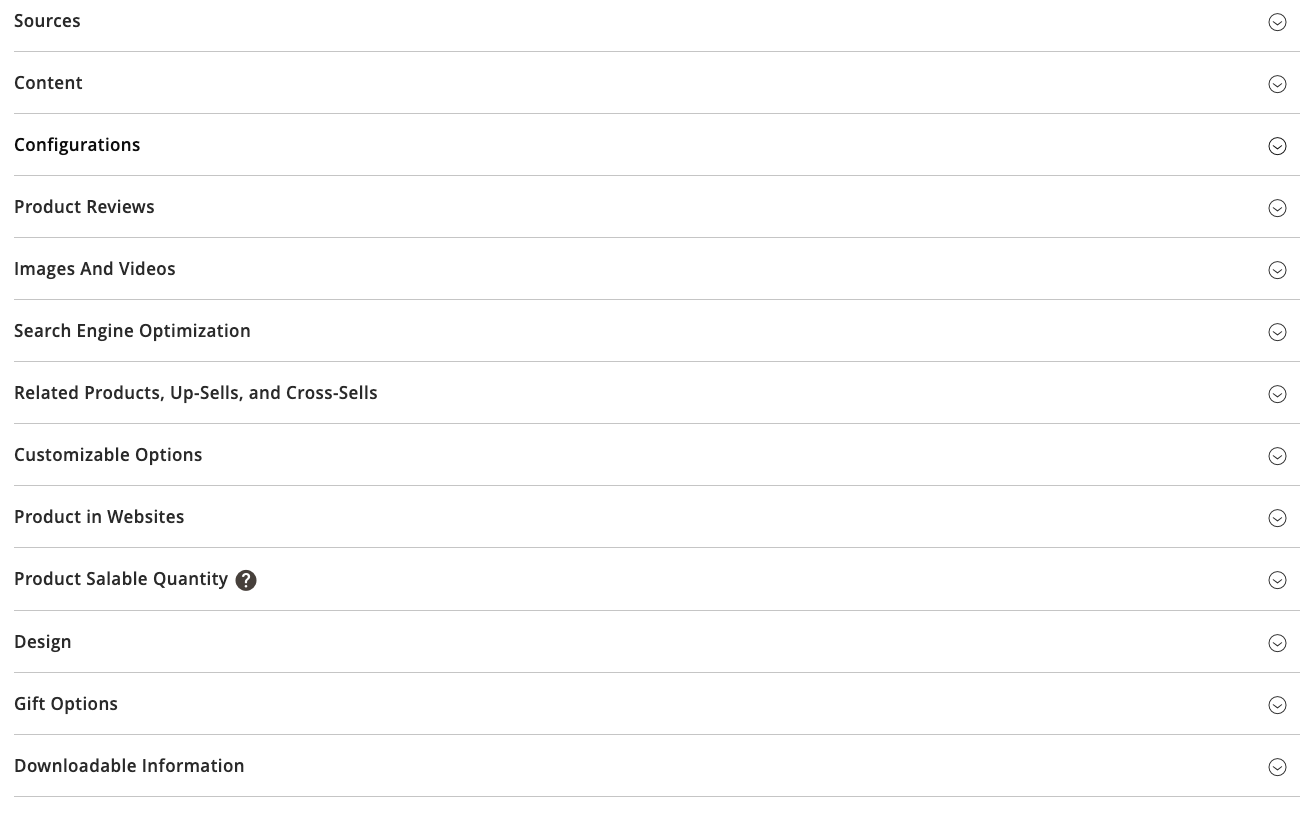 Sources
Content
Configurations
Product Reviews
Images And Videos
Search Engine Optimization
Related Products, Up-Sells, and Cross-Sells
Customizable Options
Product in Websites
Product Salable Quantity ?
Design
Gift Options
Downloadable Information